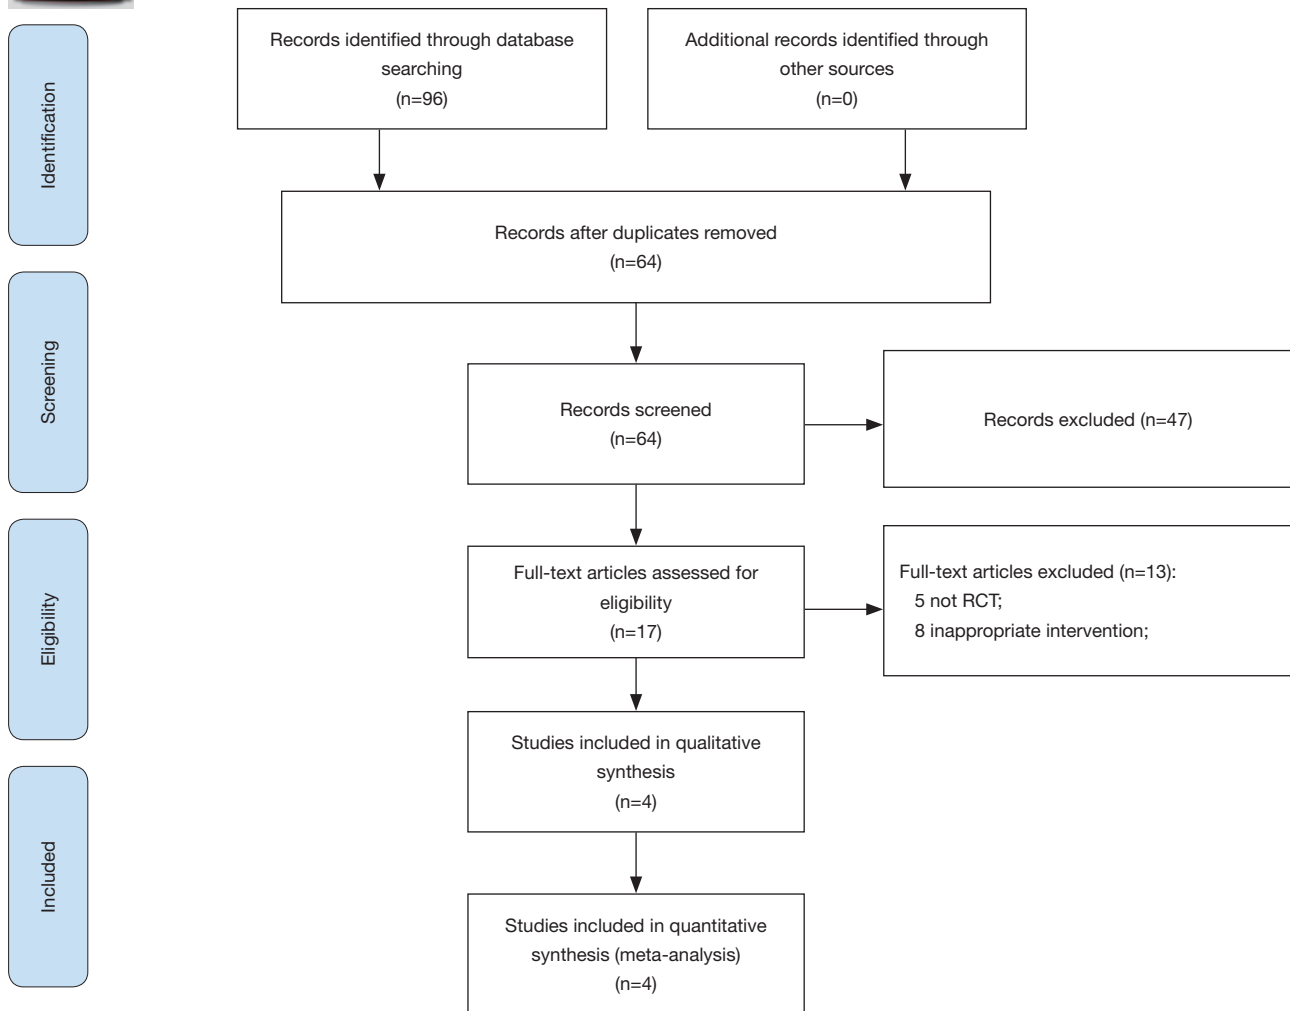 Records identified through database
searching
(n=96)
Additional records identified through
other sources
(n=0)
Identification
Records after duplicates removed
(n=64)
Screening
Records screened
(n=64)
Records excluded (n=47)
Eligibility
Full-text articles assessed for
eligibility
(n=17)
Full-text articles excluded (n=13):
5 not RCT;
8 inappropriate intervention;
Studies included in qualitative
synthesis
(n=4)
Included
Studies included in quantitative
synthesis (meta-analysis)
(n=4)